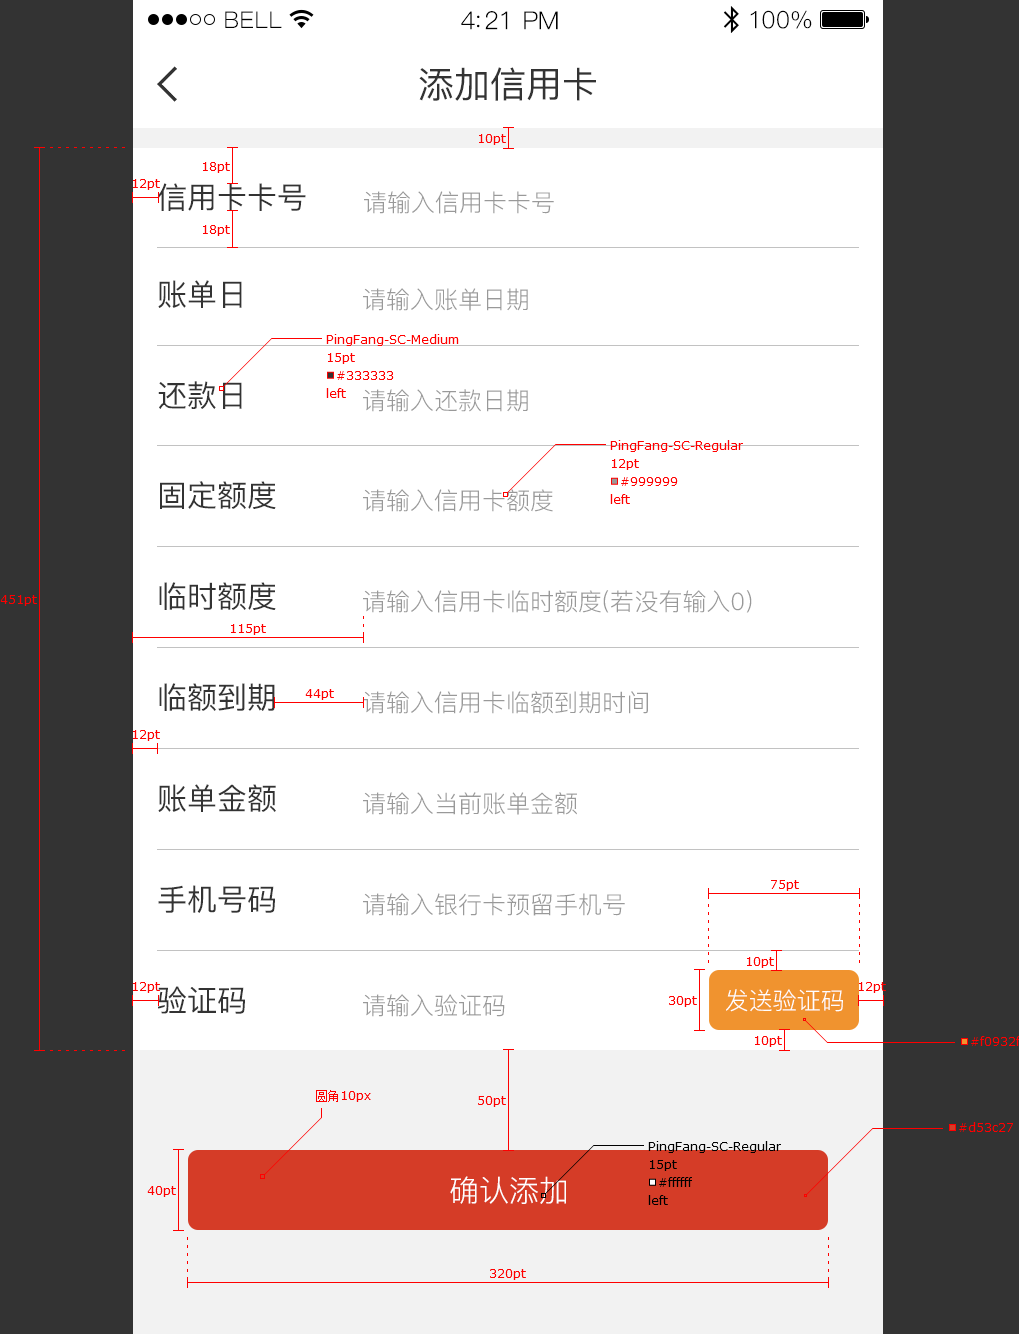 BELL 4:21 PM 100%
添加信用卡
10pt
18pt
12pt
信用卡卡号 请输入信用卡卡号
18pt
账单日 请输入账单日期
PingFang-SC-Medium
15pt
#333333
left
还款日 请输入还款日期
PingFang-SC-Regular
12pt
#999999
left
固定额度 请输入信用卡额度
451pt
临时额度 请输入信用卡临时额度(若没有输入0)
115pt
临额到期 44pt 请输入信用卡临额到期时间
12pt
账单金额 请输入当前账单金额
75pt
手机号码 请输入银行卡预留手机号
10pt
12pt 12pt
验证码 请输入验证码 30pt 发送验证码
10pt
#f0932f
圆角10px
50pt
#d53c27
PingFang-SC-Regular
15pt
#ffffff
left
40pt
确认添加
320pt